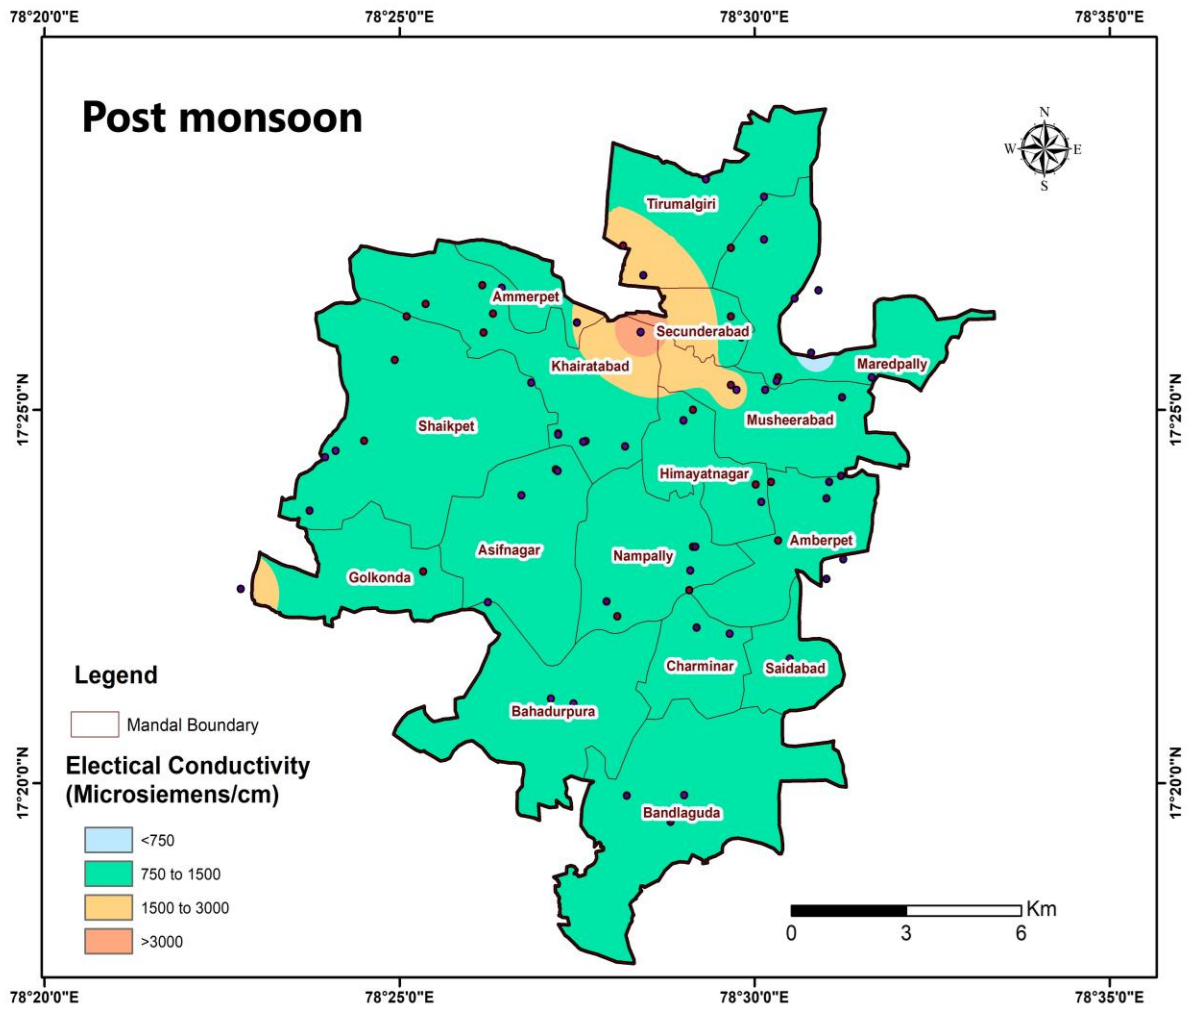 78°20'0"E 78°25'0"E 78°30'0"E 78°35'0"E
Post monsoon
N
W E
S
Tirumalgiri
Ammerpet
Secunderabad
Khairatabad
Maredpally
17°25'0"N 17°25'0"N
Shaikpet
Musheerabad
Himayatnagar
Asifnagar
Nampally
Amberpet
Golkonda
Charminar
Saidabad
Bahadurpura
Bandlaguda
17°20'0"N 17°20'0"N
Legend
Mandal Boundary
Electical Conductivity
(Microsiemens/cm)
<750
750 to 1500
1500 to 3000
>3000
Km
0 3 6
78°20'0"E 78°25'0"E 78°30'0"E 78°35'0"E